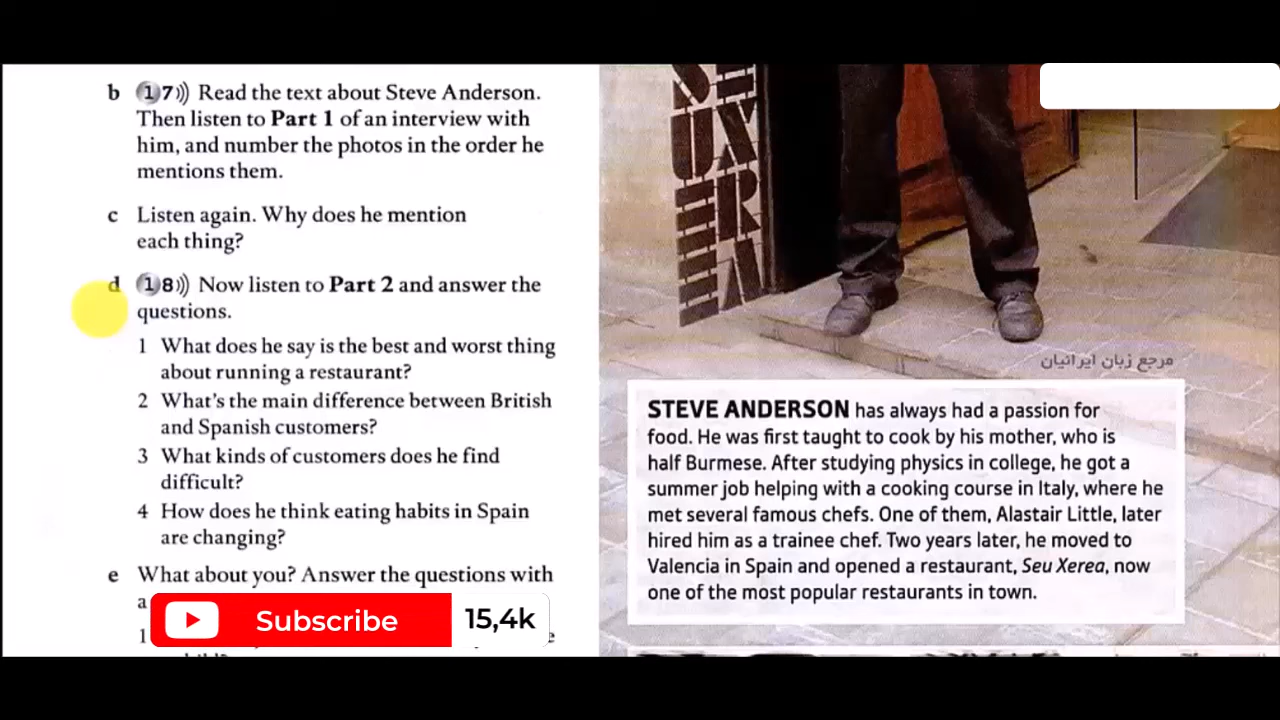 b 1 7 Read the text about Steve Anderson.
Then listen to Part 1 of an interview with
him, and number the photos in the order he
mentions them.
c Listen again. Why does he mention
each thing?
d 1 8 Now listen to Part 2 and answer the
questions.
1 What does he say is the best and worst thing
about running a restaurant?
2 What's the main difference between British
and Spanish customers?
3 What kinds of customers does he find
difficult?
4 How does he think eating habits in Spain
are changing?
e What about you? Answer the questions with
a
1
Subscribe 15,4k
SEU XEREA
مرجع زبان ایرانیان
STEVE ANDERSON has always had a passion for
food. He was first taught to cook by his mother, who is
half Burmese. After studying physics in college, he got a
summer job helping with a cooking course in Italy, where he
met several famous chefs. One of them, Alastair Little, later
hired him as a trainee chef. Two years later, he moved to
Valencia in Spain and opened a restaurant, Seu Xerea, now
one of the most popular restaurants in town.